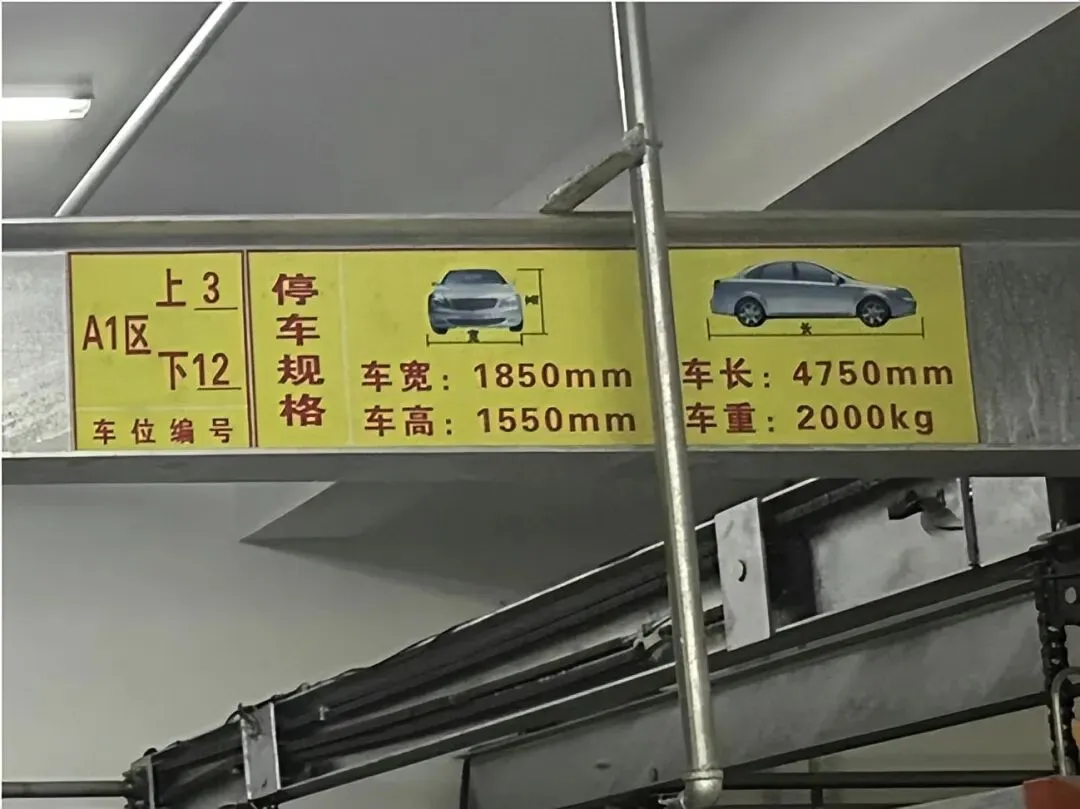 上 3
A1区
下12
车位编号
停车规格
高
宽
长
车宽：1850mm
车高：1550mm
车长：4750mm
车重：2000kg